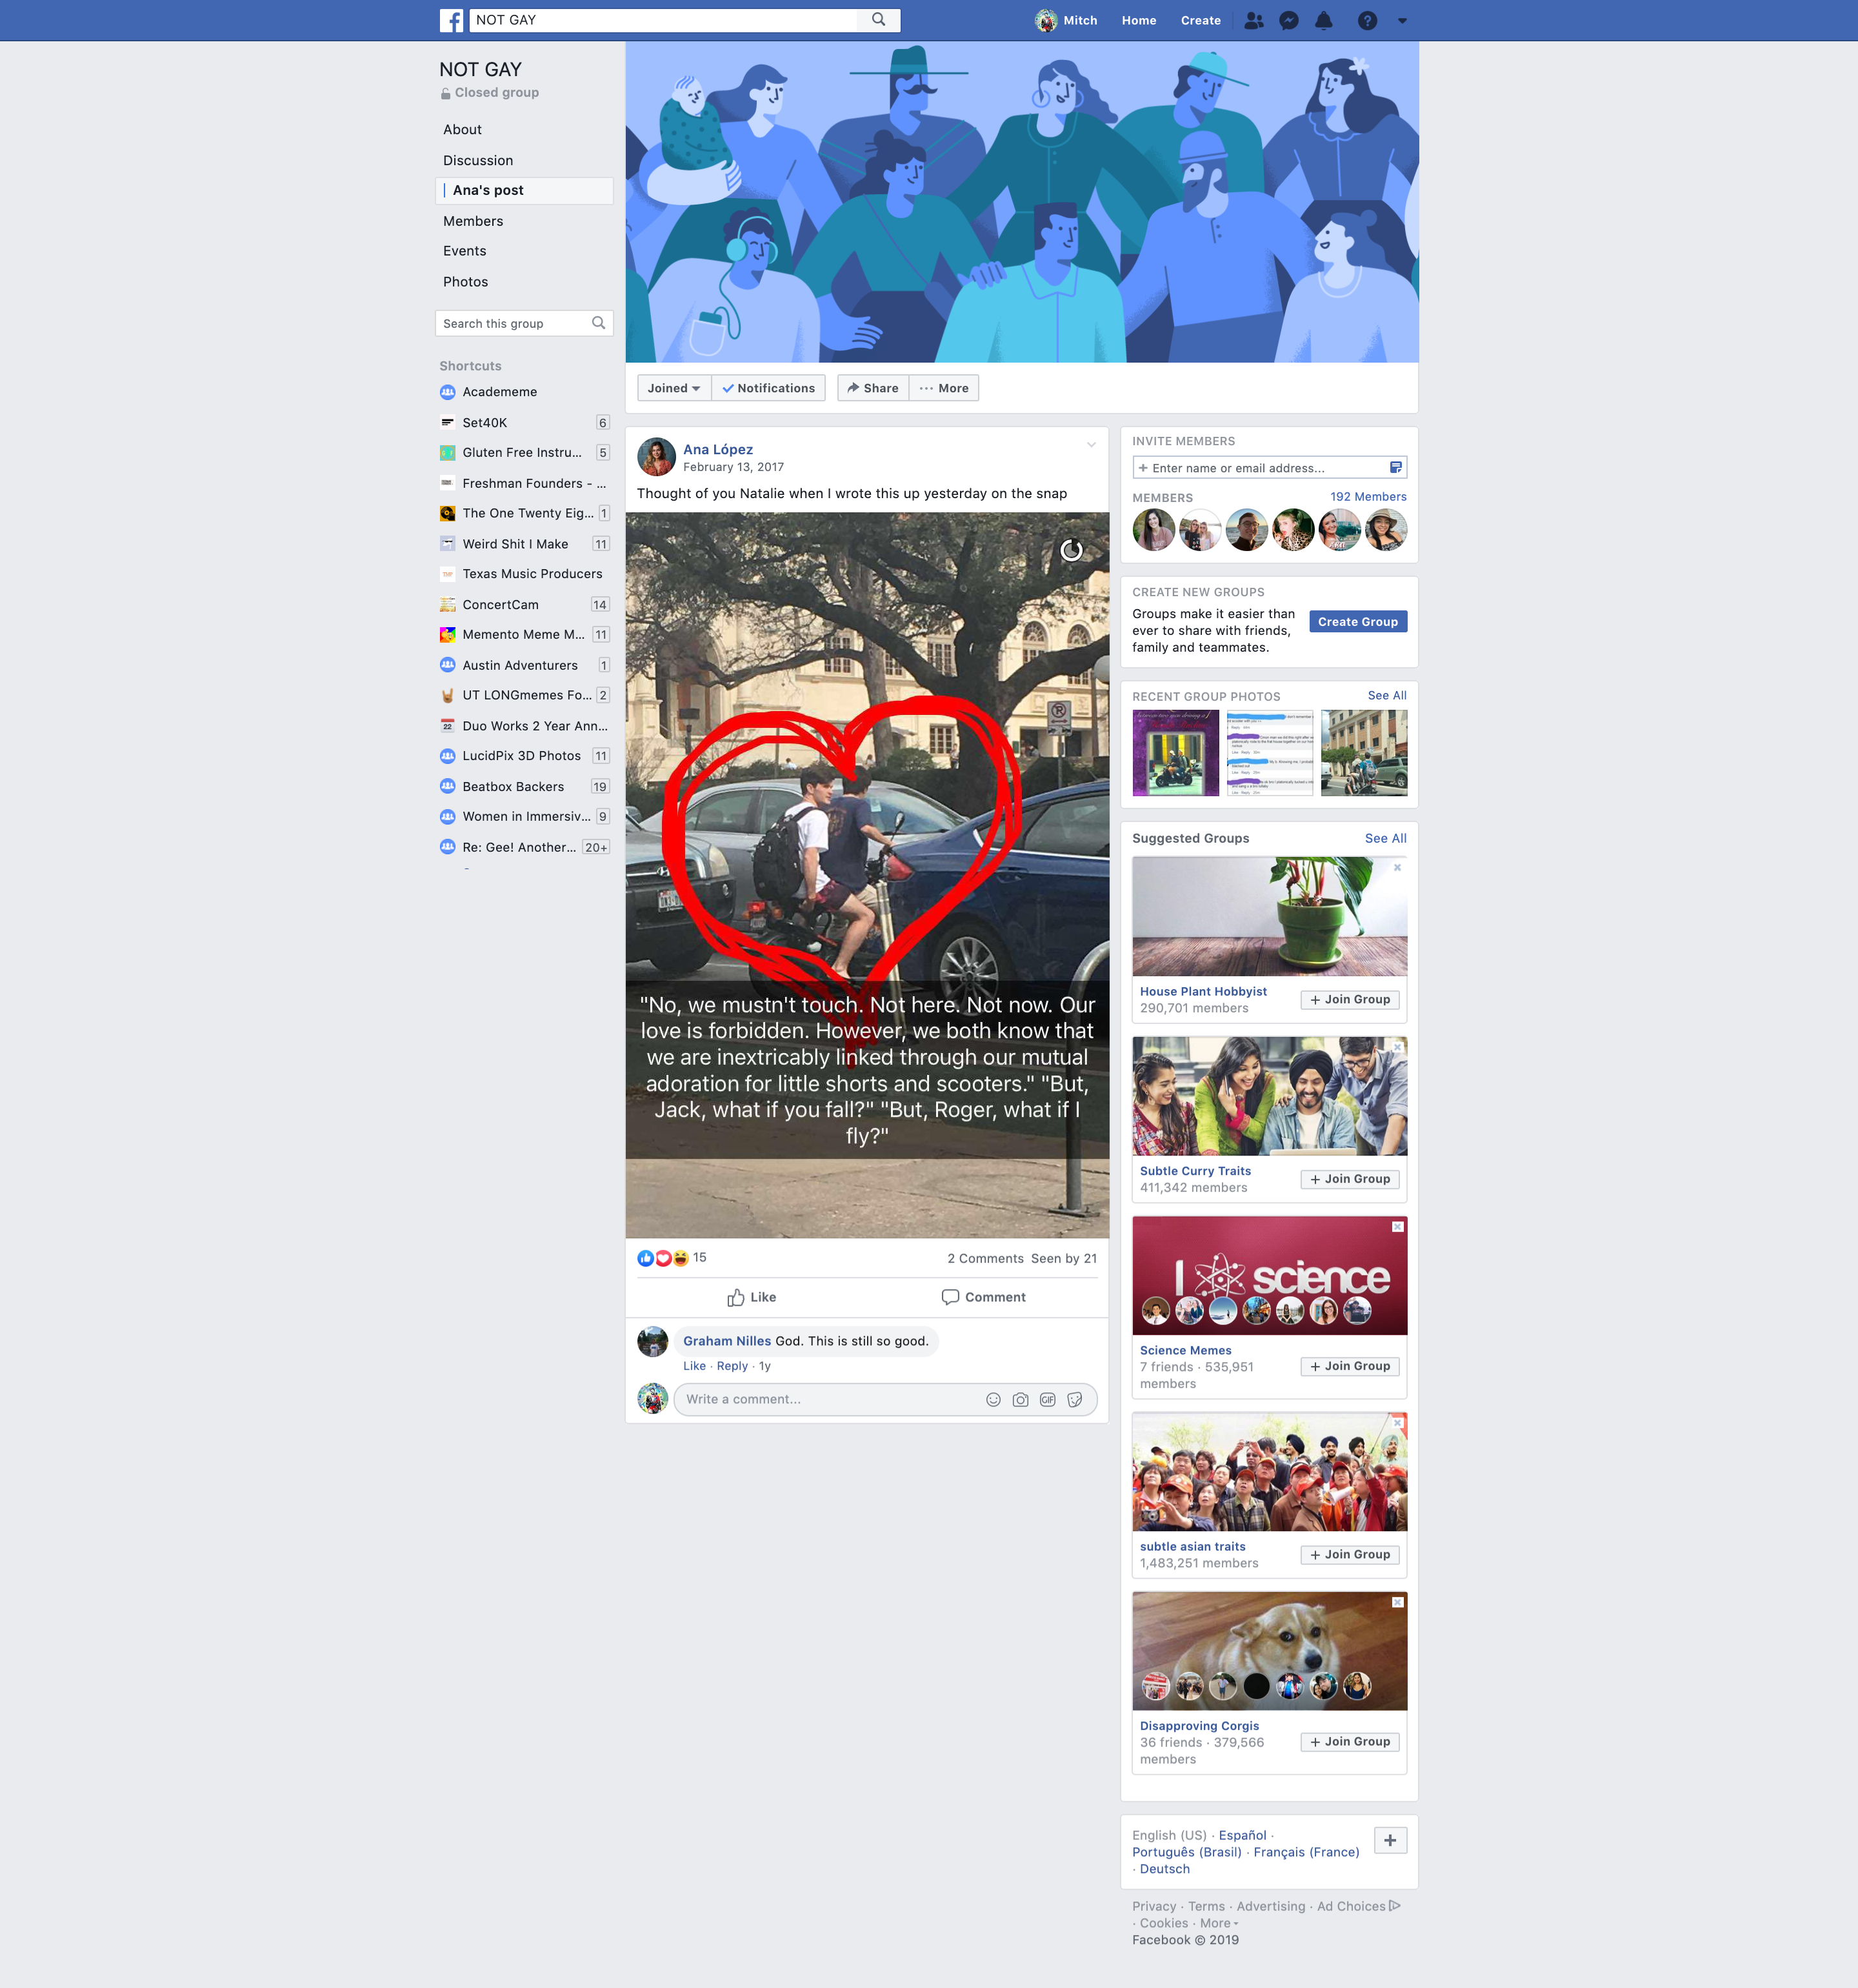 NOT GAY
Mitch
Home
Create
NOT GAY
Closed group
About
Discussion
Ana's post
Members
Events
Photos
Search this group
Shortcuts
Academeme
Set40K 6
Gluten Free Instru... 5
Freshman Founders - ...
The One Twenty Eig... 1
Weird Shit I Make 11
Texas Music Producers
ConcertCam 14
Memento Meme M... 11
Austin Adventurers 1
UT LONGmemes Fo... 2
22 Duo Works 2 Year Ann...
LucidPix 3D Photos 11
Beatbox Backers 19
Women in Immersiv... 9
Re: Gee! Another... 20+
Joined
Notifications
Share
More
Ana López
February 13, 2017
Thought of you Natalie when I wrote this up yesterday on the snap
"No, we mustn't touch. Not here. Not now. Our
love is forbidden. However, we both know that
we are inextricably linked through our mutual
adoration for little shorts and scooters." "But,
Jack, what if you fall?" "But, Roger, what if I
fly?"
15
2 Comments Seen by 21
Like
Comment
Graham Nilles God. This is still so good.
Like · Reply · 1y
Write a comment...
GIF
INVITE MEMBERS
+ Enter name or email address...
MEMBERS
192 Members
CREATE NEW GROUPS
Groups make it easier than
ever to share with friends,
family and teammates.
Create Group
RECENT GROUP PHOTOS
See All
Suggested Groups
See All
House Plant Hobbyist
290,701 members
+ Join Group
Subtle Curry Traits
411,342 members
+ Join Group
I science
Science Memes
7 friends · 535,951
members
+ Join Group
subtle asian traits
1,483,251 members
+ Join Group
Disapproving Corgis
36 friends · 379,566
members
+ Join Group
English (US) · Español ·
Português (Brasil) · Français (France)
· Deutsch
Privacy · Terms · Advertising · Ad Choices
· Cookies · More
Facebook © 2019